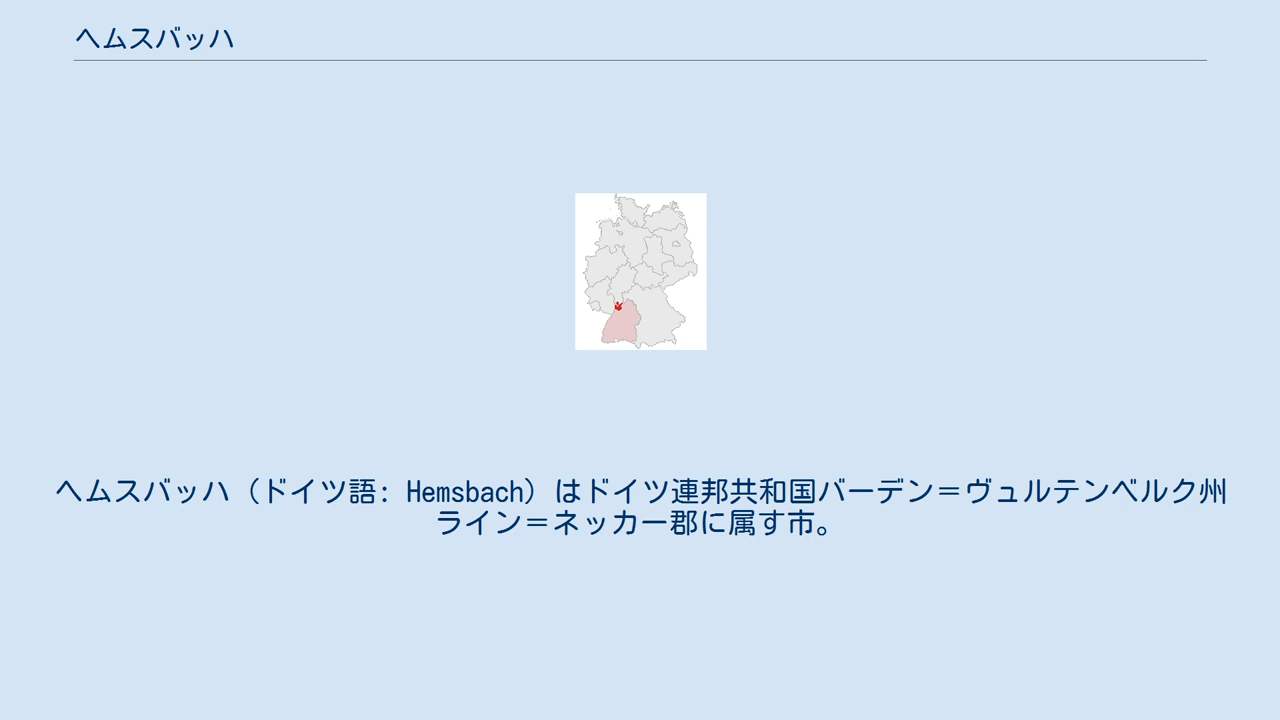 ヘムスバッハ
ヘムスバッハ（ドイツ語: Hemsbach）はドイツ連邦共和国バーデン＝ヴュルテンベルク州
ライン＝ネッカー郡に属す市。